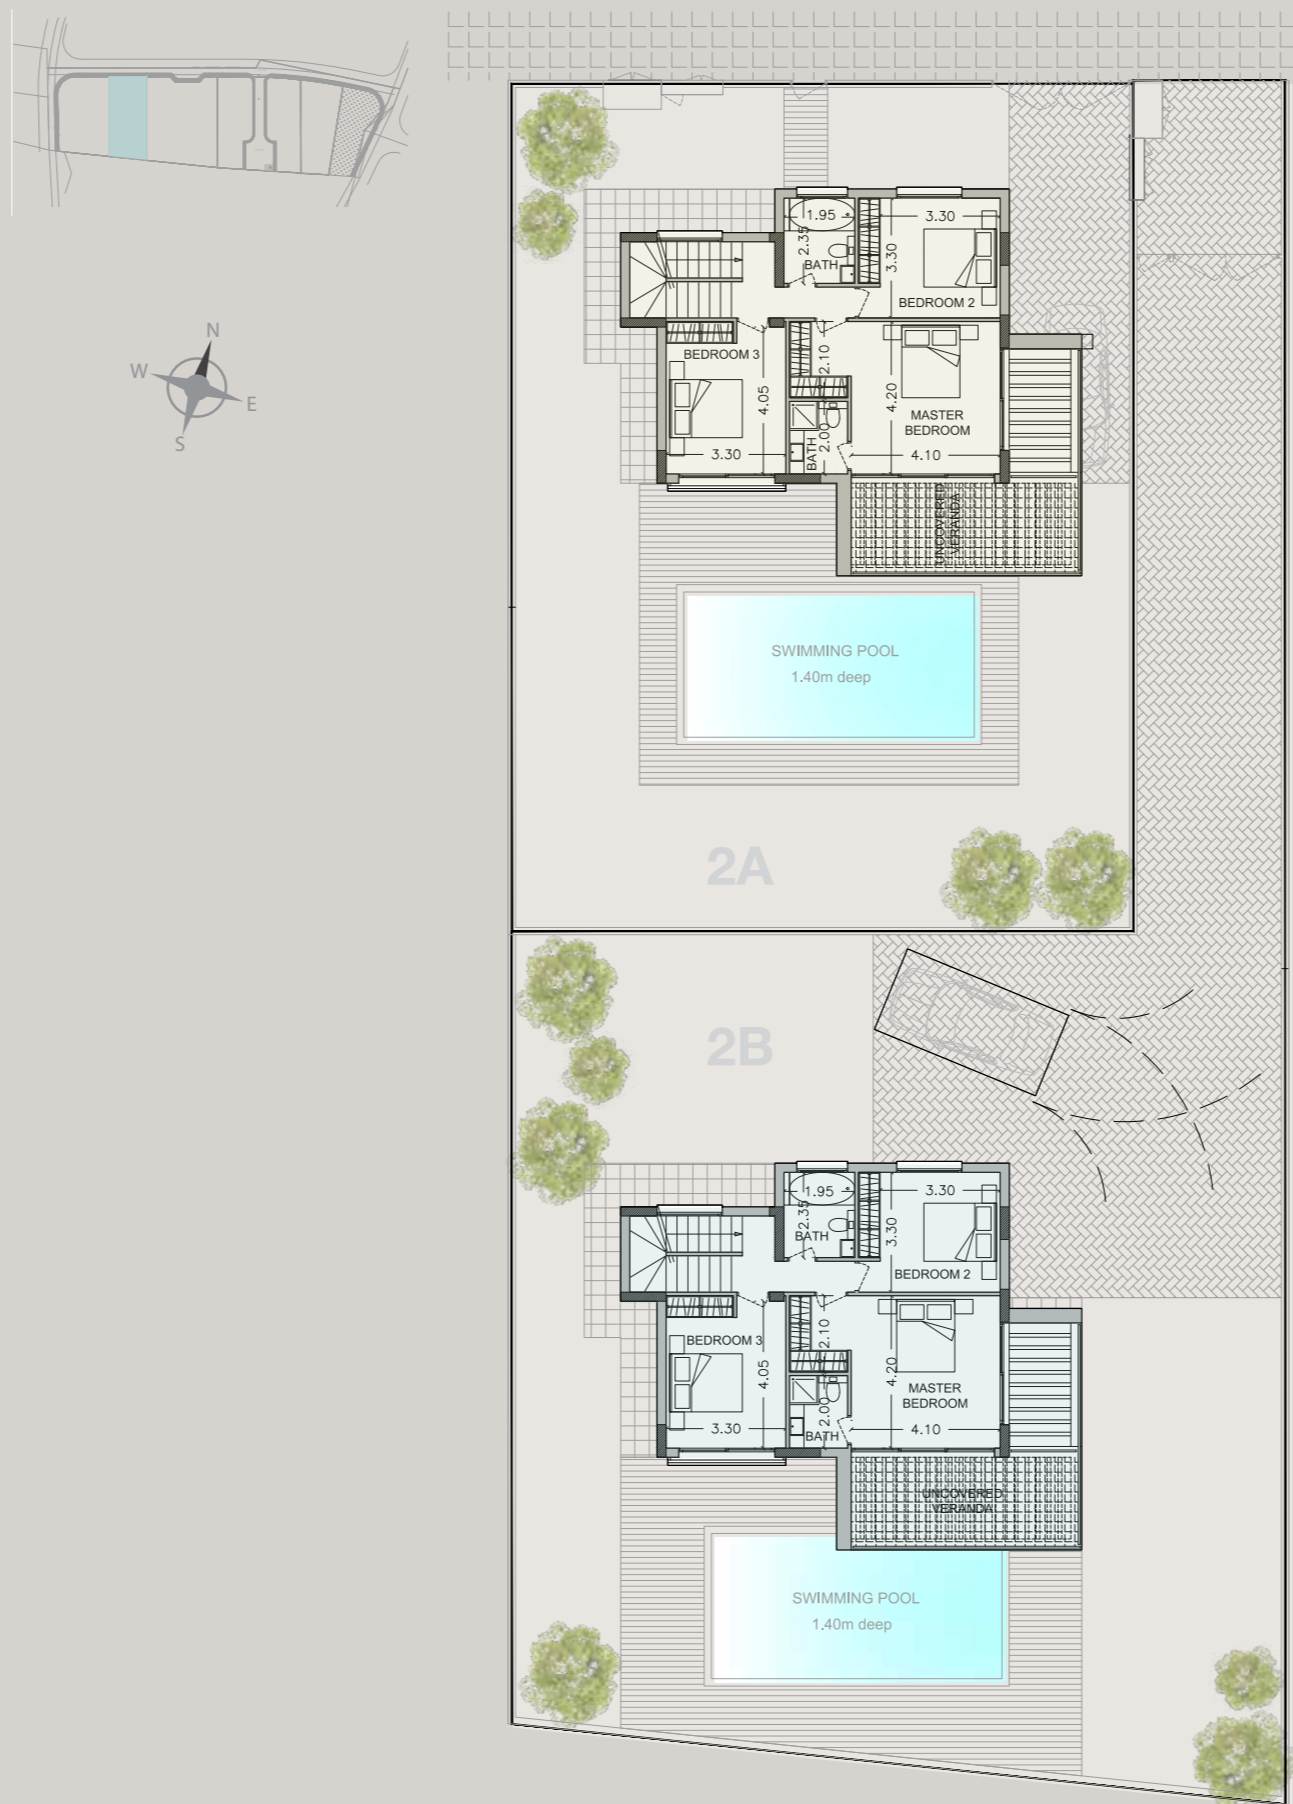 N
W
E
S
1.95
3.30
2.35
3.30
BATH
BEDROOM 2
BEDROOM 3
2.10
4.05
4.20
MASTER
BEDROOM
2.00
BATH
3.30
4.10
UNCOVERED
VERANDA
SWIMMING POOL
1.40m deep
2A
2B
1.95
3.30
2.35
3.30
BATH
BEDROOM 2
BEDROOM 3
2.10
4.05
4.20
MASTER
BEDROOM
2.00
3.30
BATH
4.10
UNCOVERED
VERANDA
SWIMMING POOL
1.40m deep